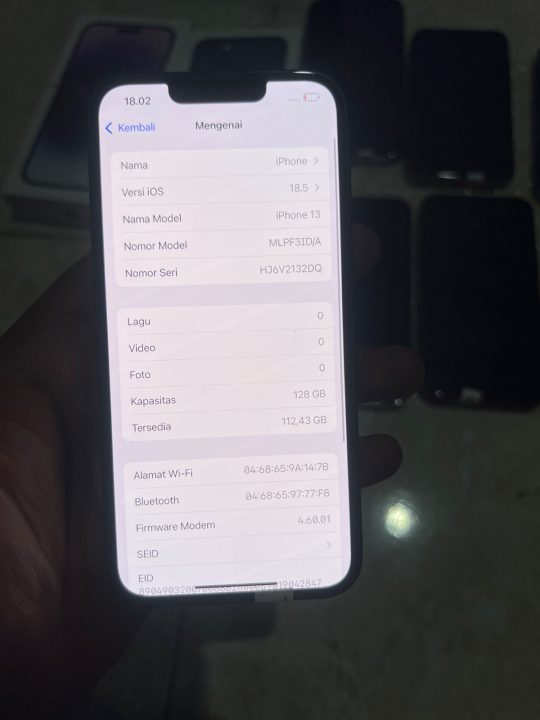 18.02
Kembali Mengenai
Nama iPhone
Versi iOS 18.5
Nama Model iPhone 13
Nomor Model MLPF3ID/A
Nomor Seri HJ6V2132DQ
Lagu 0
Video 0
Foto 0
Kapasitas 128 GB
Tersedia 112,43 GB
Alamat Wi-Fi 04:68:65:9A:14:7B
Bluetooth 04:68:65:97:77:F8
Firmware Modem 4.60.01
SEID
EID